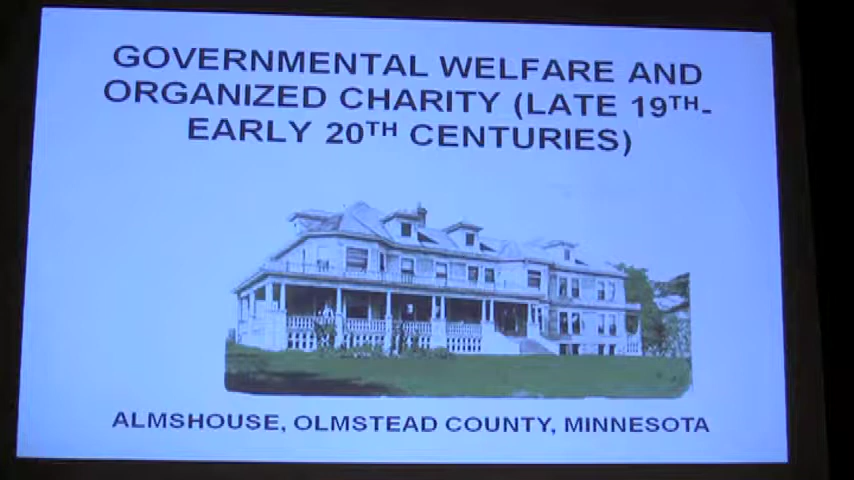 GOVERNMENTAL WELFARE AND
ORGANIZED CHARITY (LATE 19TH-
EARLY 20TH CENTURIES)
ALMSHOUSE, OLMSTEAD COUNTY, MINNESOTA